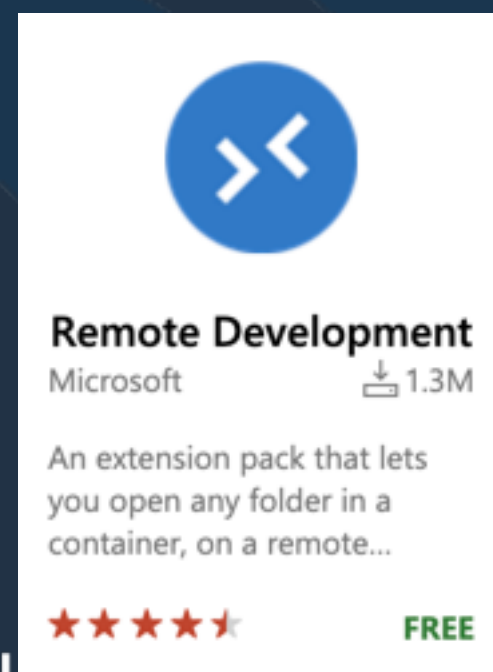 Remote Development
Microsoft 1.3M
An extension pack that lets
you open any folder in a
container, on a remote...
FREE